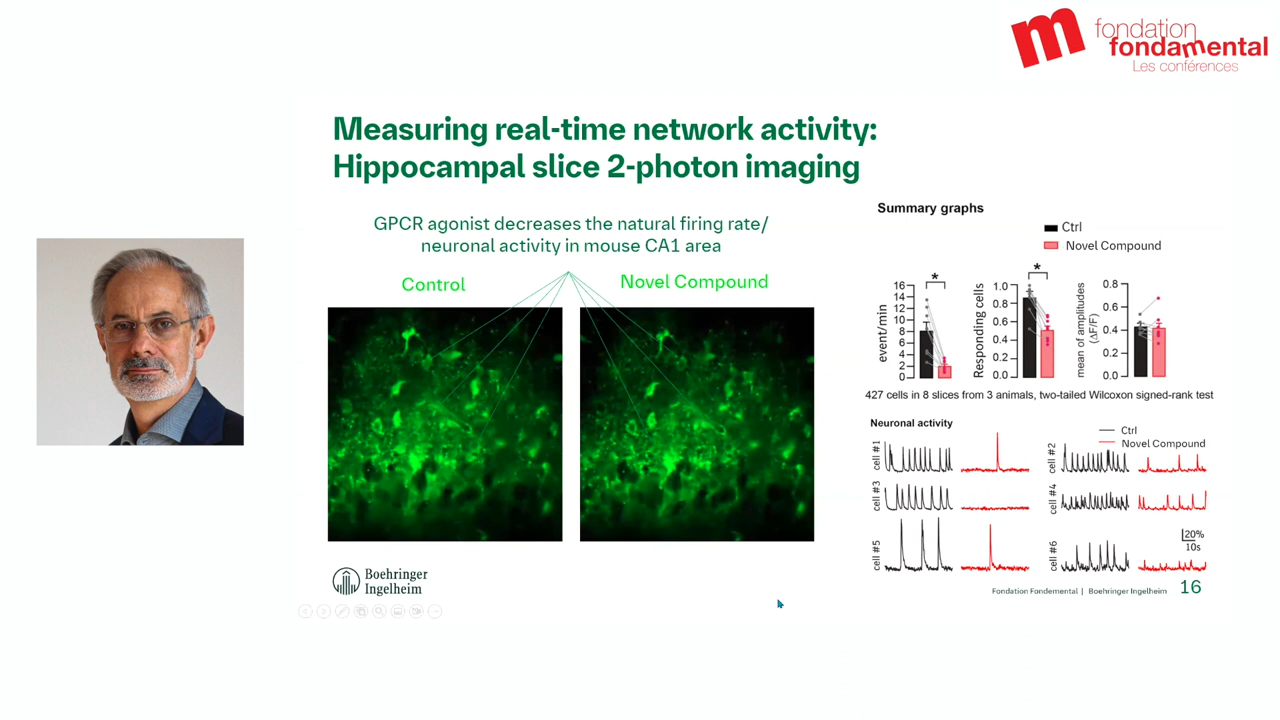 m fondation
fondamental
Les conférences
Measuring real-time network activity:
Hippocampal slice 2-photon imaging
GPCR agonist decreases the natural firing rate/
neuronal activity in mouse CA1 area
Control
Novel Compound
Summary graphs
Ctrl
Novel Compound
event/min
16
14
12
10
8
6
4
2
0
*
Responding cells
1.0
0.8
0.6
0.4
0.2
0.0
*
mean of amplitudes
(ΔF/F)
0.8
0.6
0.4
0.2
0.0
427 cells in 8 slices from 3 animals, two-tailed Wilcoxon signed-rank test
Neuronal activity
Ctrl
Novel Compound
cell #1
cell #2
cell #3
cell #4
cell #5
cell #6
20%
10s
Boehringer
Ingelheim
Fondation Fondemental | Boehringer Ingelheim 16